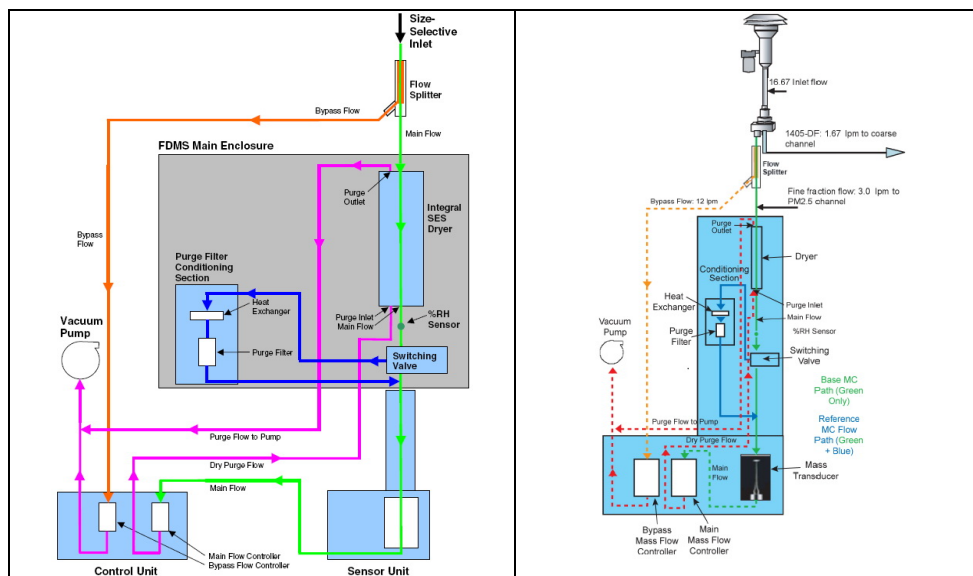 Size-
Selective
Inlet
Flow
Splitter
Bypass Flow
Main Flow
FDMS Main Enclosure
Purge
Outlet
Integral
SES
Dryer
Bypass
Flow
Purge Filter
Conditioning
Section
Heat
Exchanger
Purge Inlet
Main Flow
%RH
Sensor
Vacuum
Pump
Purge Filter
Switching
Valve
Purge Flow to Pump
Dry Purge Flow
Main Flow
Main Flow Controller
Bypass Flow Controller
Control Unit
Sensor Unit
16.67 Inlet flow
1405-DF: 1.67 lpm to coarse
channel
Flow
Splitter
Bypass Flow: 12 lpm
Fine fraction flow: 3.0 lpm to
PM2.5 channel
Purge
Outlet
Dryer
Conditioning
Section
Heat
Exchanger
Purge Inlet
Main Flow
%RH Sensor
Vacuum
Pump
Purge
Filter
Switching
Valve
Base MC
Path (Green
Only)
Reference
MC Flow
Path (Green
+ Blue)
Purge Flow to Pump
Dry Purge Flow
Main
Flow
Mass
Transducer
Bypass
Mass Flow
Controller
Main
Mass Flow
Controller